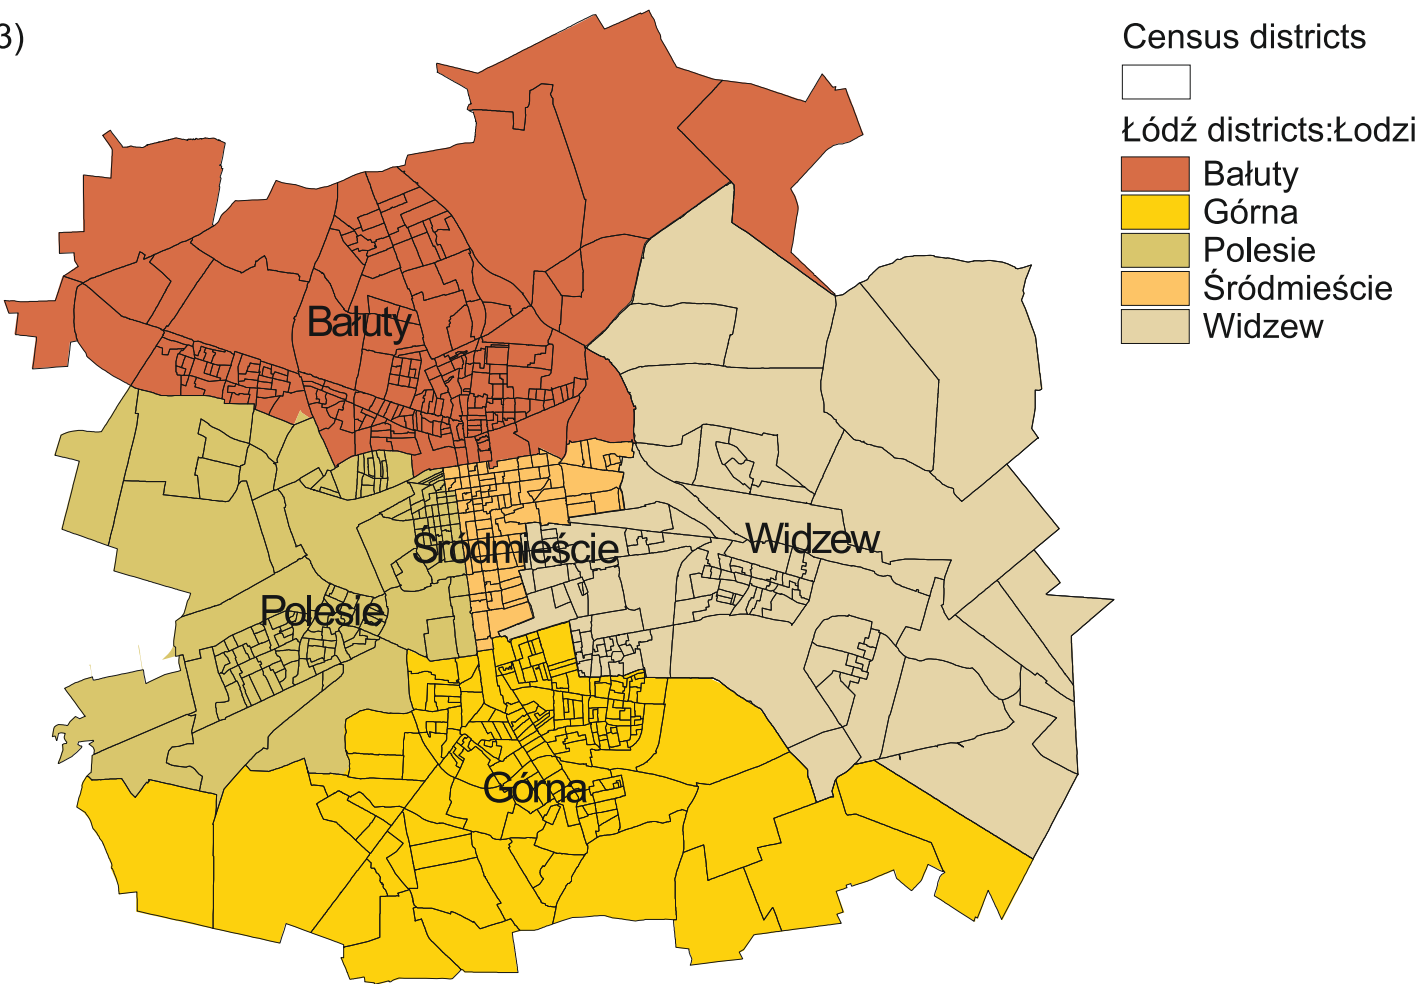 3)
Census districts
Łódź districts:Łodzi
Bałuty
Górna
Polesie
Śródmieście
Widzew
Bałuty
Śródmieście
Widzew
Polesie
Górna